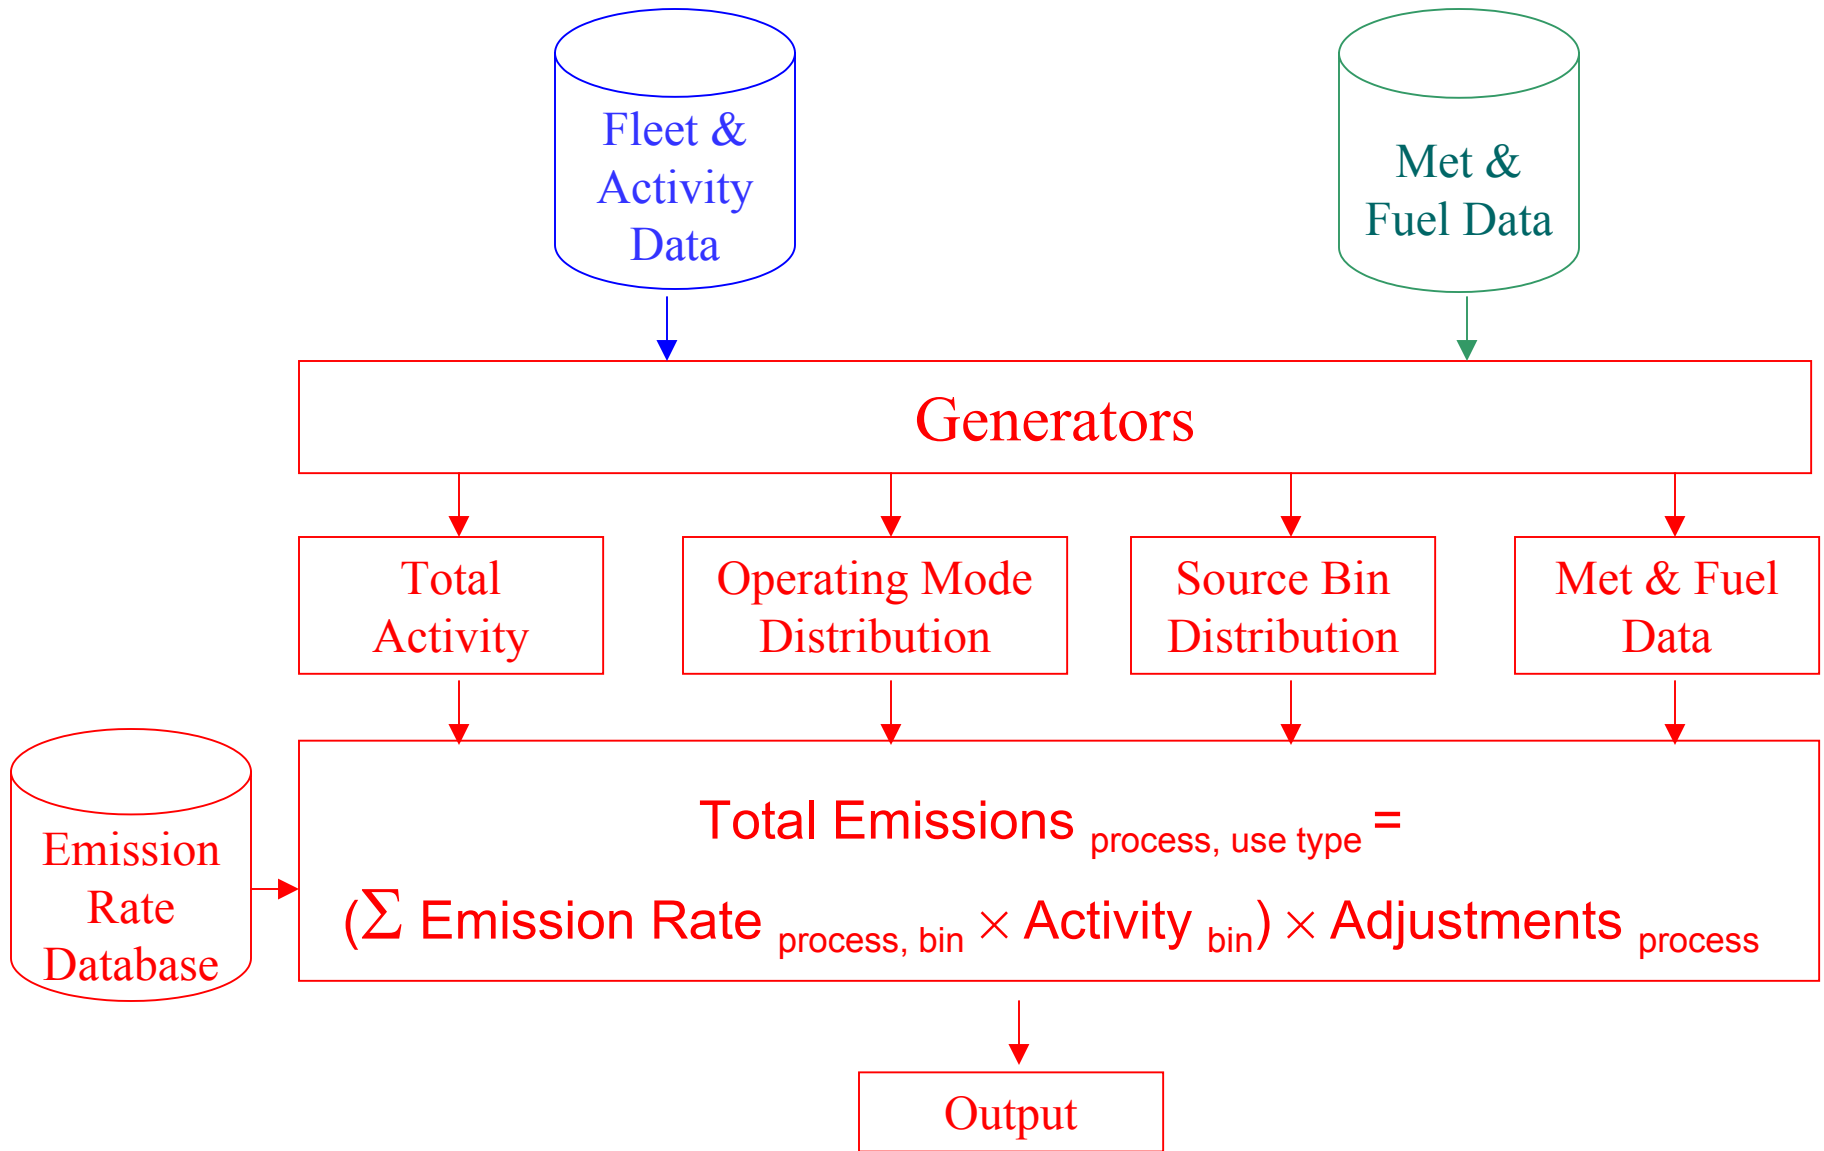 Fleet &
Activity
Data
Met &
Fuel Data
Generators
Total
Activity
Operating Mode
Distribution
Source Bin
Distribution
Met & Fuel
Data
Emission
Rate
Database
Total Emissions process, use type =
(Σ Emission Rate process, bin × Activity bin) × Adjustments process
Output